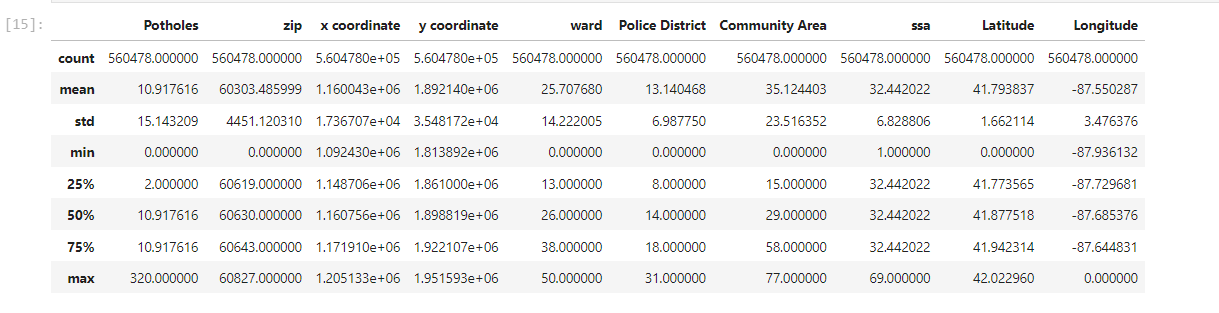 [15]:
Potholes zip x coordinate y coordinate ward Police District Community Area ssa Latitude Longitude
count 560478.000000 560478.000000 5.604780e+05 5.604780e+05 560478.000000 560478.000000 560478.000000 560478.000000 560478.000000 560478.000000
mean 10.917616 60303.485999 1.160043e+06 1.892140e+06 25.707680 13.140468 35.124403 32.442022 41.793837 -87.550287
std 15.143209 4451.120310 1.736707e+04 3.548172e+04 14.222005 6.987750 23.516352 6.828806 1.662114 3.476376
min 0.000000 0.000000 1.092430e+06 1.813892e+06 0.000000 0.000000 0.000000 1.000000 0.000000 -87.936132
25% 2.000000 60619.000000 1.148706e+06 1.861000e+06 13.000000 8.000000 15.000000 32.442022 41.773565 -87.729681
50% 10.917616 60630.000000 1.160756e+06 1.898819e+06 26.000000 14.000000 29.000000 32.442022 41.877518 -87.685376
75% 10.917616 60643.000000 1.171910e+06 1.922107e+06 38.000000 18.000000 58.000000 32.442022 41.942314 -87.644831
max 320.000000 60827.000000 1.205133e+06 1.951593e+06 50.000000 31.000000 77.000000 69.000000 42.022960 0.000000